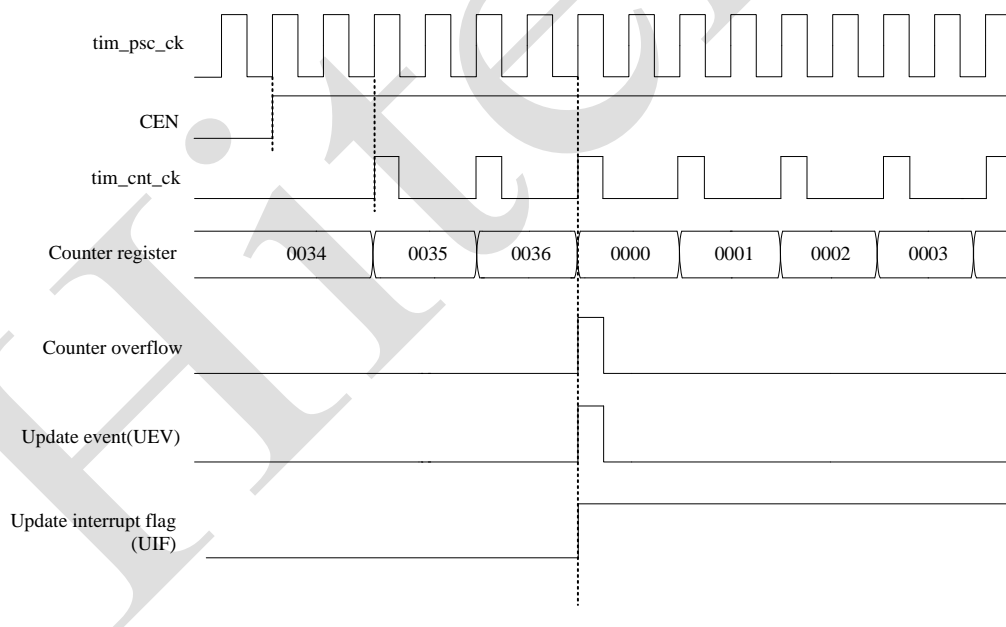 tim_psc_ck
CEN
tim_cnt_ck
Counter register
0034 0035 0036 0000 0001 0002 0003
Counter overflow
Update event(UEV)
Update interrupt flag
(UIF)